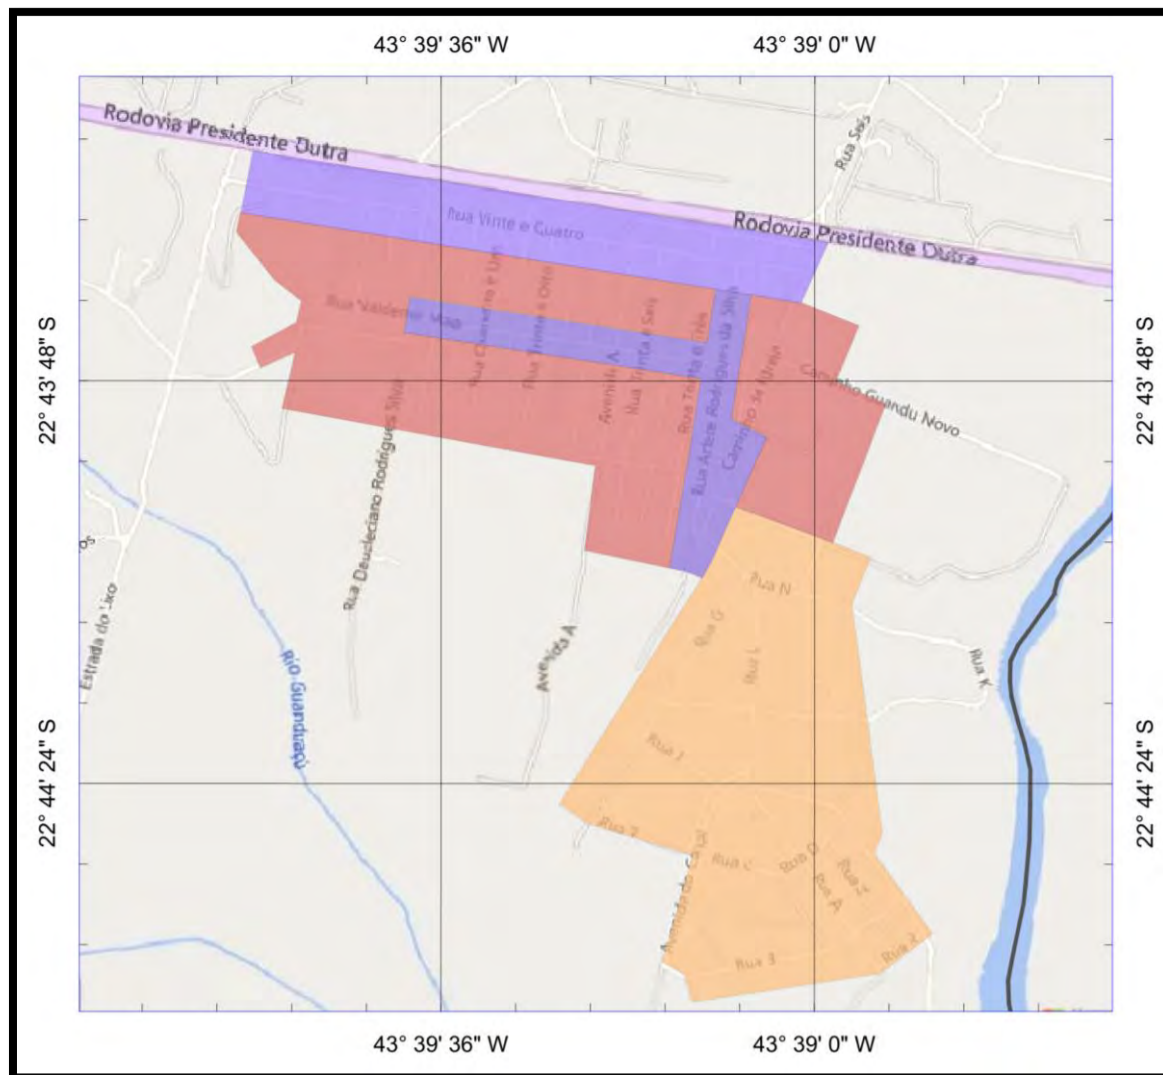 43° 39' 36" W
43° 39' 0" W
Rodovia Presidente Dutra
Rua Seis
Rua Vinte e Quatro
Rodovia Presidente Dutra
Rua Quarenta e Um
Rua Trinta e Oito
Rua Trinta e Seis
Rua Trinta e Três
Rua Arlete Rodrigues da Silva
22° 43' 48" S
22° 43' 48" S
Avenida A
Caminho Guandu Novo
Rua Deucleciano Rodrigues Silva
os
Estrada do Lixo
Rio Guandu
Avenida A
Rua N
Rua G
Rua L
Rua K
Rua J
22° 44' 24" S
22° 44' 24" S
Rua 2
Avenida do
Rua C
Rua D
Rua A
Rua 3
Rua 2
43° 39' 36" W
43° 39' 0" W